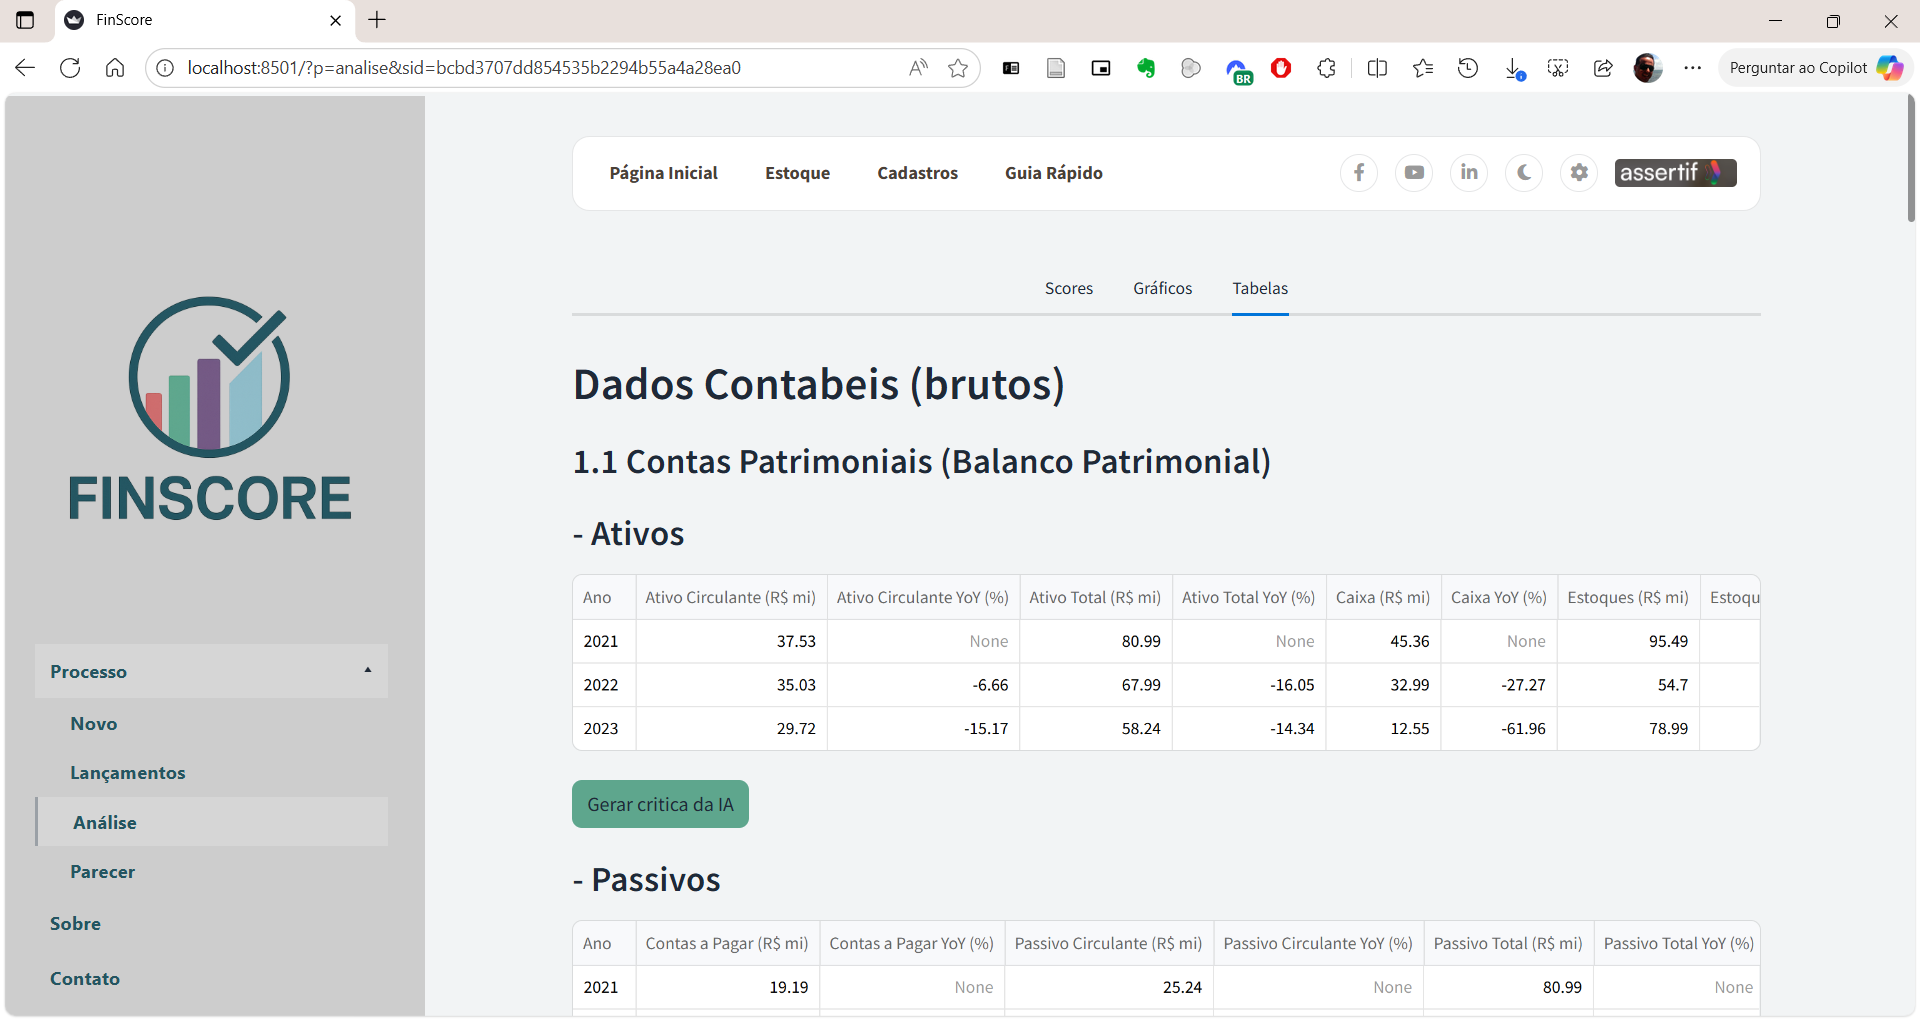 FinScore
localhost:8501/?p=analise&sid=bcbd3707dd854535b2294b55a4a28ea0
BR
Perguntar ao Copilot
Página Inicial Estoque Cadastros Guia Rápido
assertif
Scores Gráficos Tabelas
FINSCORE
Processo
Novo
Lançamentos
Análise
Parecer
Sobre
Contato
Dados Contabeis (brutos)
1.1 Contas Patrimoniais (Balanco Patrimonial)
- Ativos
Ano Ativo Circulante (R$ mi) Ativo Circulante YoY (%) Ativo Total (R$ mi) Ativo Total YoY (%) Caixa (R$ mi) Caixa YoY (%) Estoques (R$ mi) Estoqu
2021 37.53 None 80.99 None 45.36 None 95.49
2022 35.03 -6.66 67.99 -16.05 32.99 -27.27 54.7
2023 29.72 -15.17 58.24 -14.34 12.55 -61.96 78.99
Gerar critica da IA
- Passivos
Ano Contas a Pagar (R$ mi) Contas a Pagar YoY (%) Passivo Circulante (R$ mi) Passivo Circulante YoY (%) Passivo Total (R$ mi) Passivo Total YoY (%)
2021 19.19 None 25.24 None 80.99 None